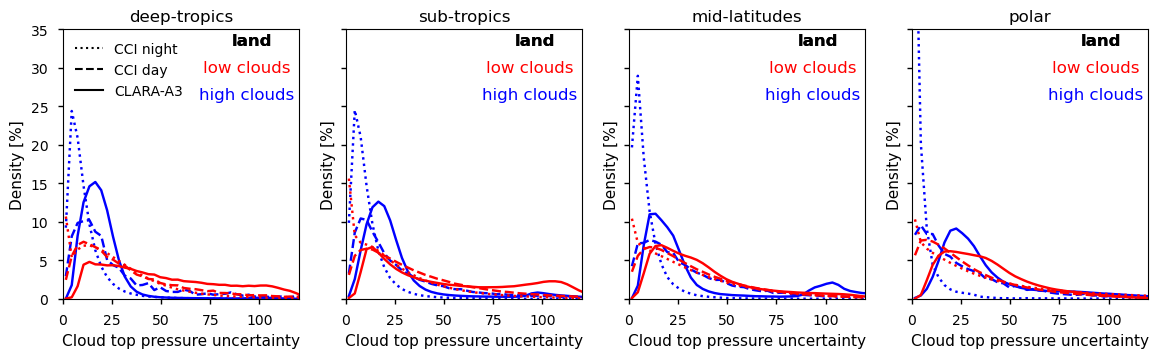 deep-tropics
sub-tropics
mid-latitudes
polar
Density [%]
35
30
25
20
15
10
5
0
CCI night
CCI day
CLARA-A3
land
low clouds
high clouds
0 25 50 75 100
Cloud top pressure uncertainty
Density [%]
land
low clouds
high clouds
0 25 50 75 100
Cloud top pressure uncertainty
Density [%]
land
low clouds
high clouds
0 25 50 75 100
Cloud top pressure uncertainty
Density [%]
land
low clouds
high clouds
0 25 50 75 100
Cloud top pressure uncertainty